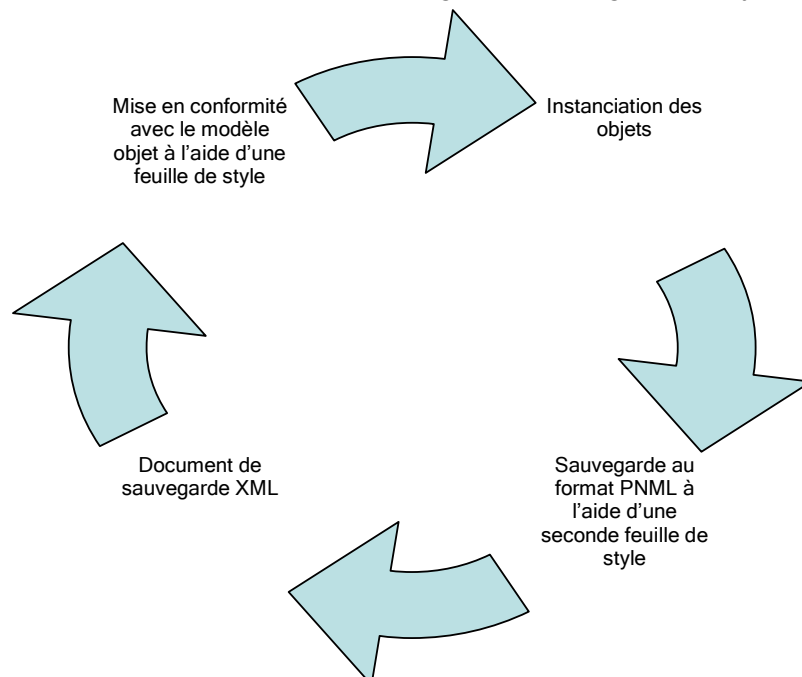 Mise en conformité
avec le modèle
objet à l'aide d'une
feuille de style
Instanciation des
objets
Sauvegarde au
format PNML à
l'aide d'une
seconde feuille de
style
Document de
sauvegarde XML